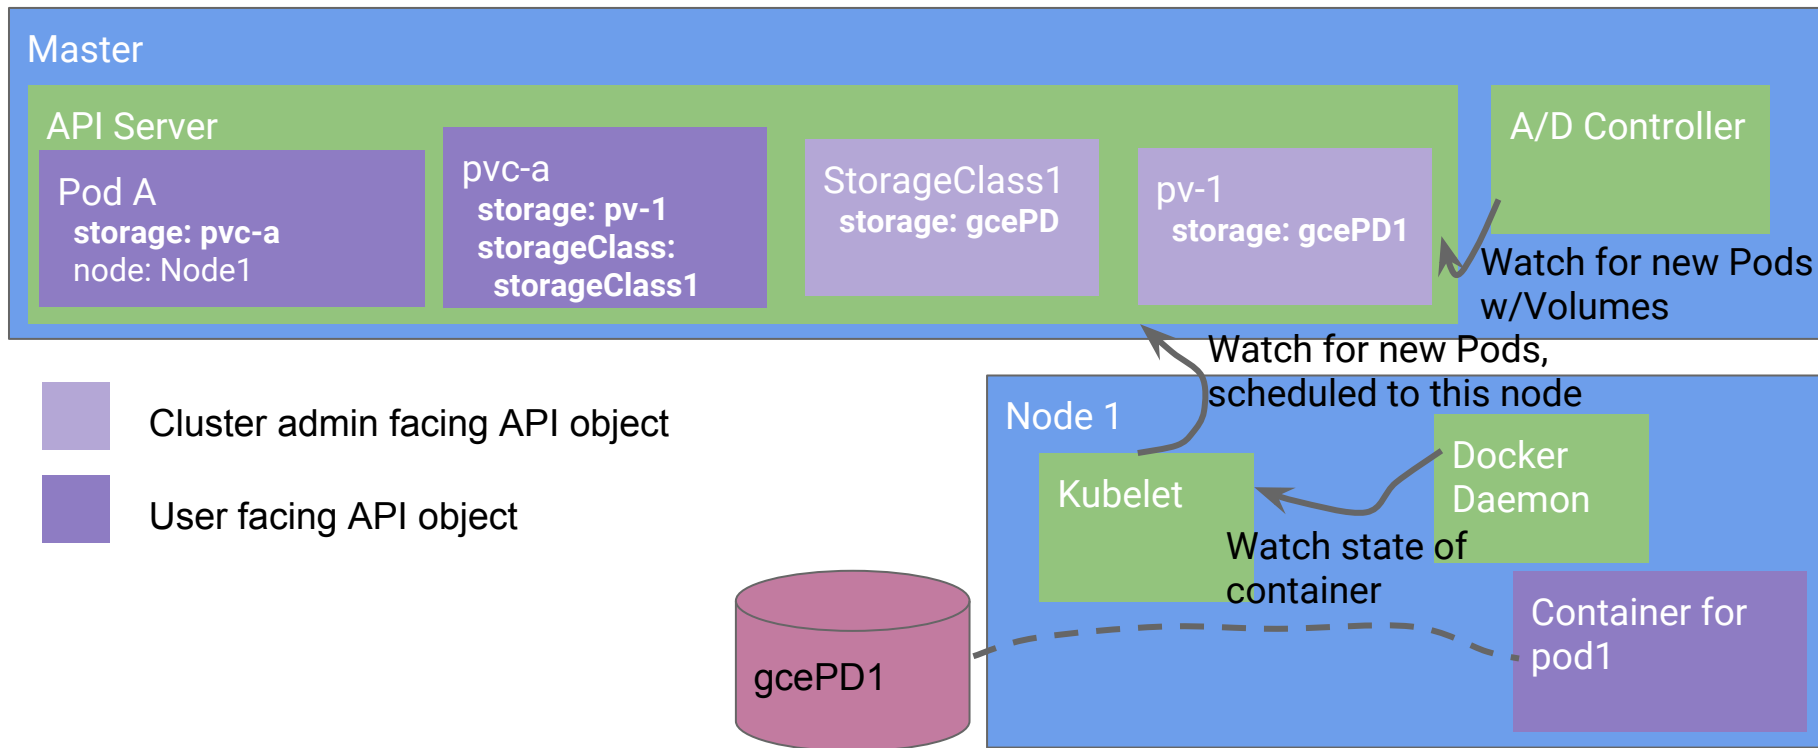 Master
API Server
Pod A
storage: pvc-a
node: Node1
pvc-a
storage: pv-1
storageClass:
storageClass1
StorageClass1
storage: gcePD
pv-1
storage: gcePD1
A/D Controller
Watch for new Pods
w/Volumes
Watch for new Pods,
scheduled to this node
Cluster admin facing API object
User facing API object
Node 1
Kubelet
Docker
Daemon
Watch state of
container
Container for
pod1
gcePD1